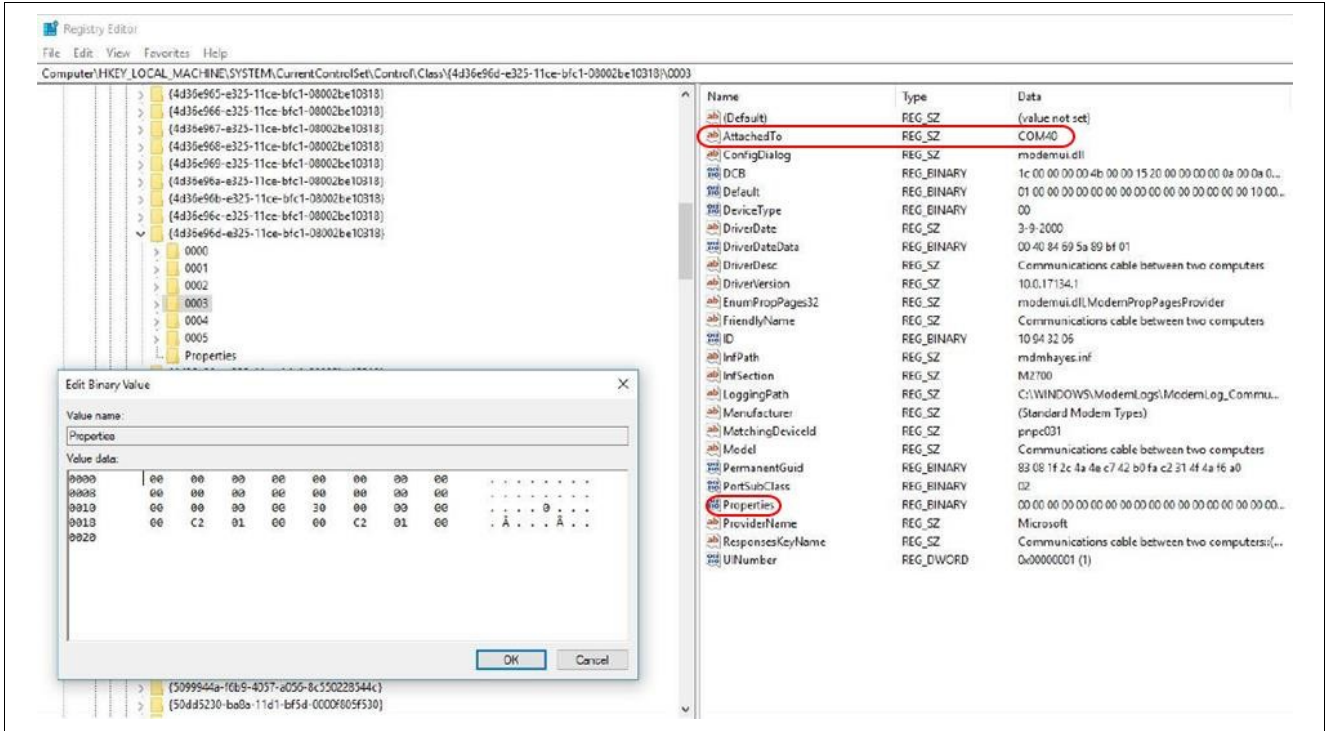 Registry Editor
File Edit View Favorites Help
Computer\HKEY_LOCAL_MACHINE\SYSTEM\CurrentControlSet\Control\Class\{4d36e96d-e325-11ce-bfc1-08002be10318}\0003
{4d36e965-e325-11ce-bfc1-08002be10318}
{4d36e966-e325-11ce-bfc1-08002be10318}
{4d36e967-e325-11ce-bfc1-08002be10318}
{4d36e968-e325-11ce-bfc1-08002be10318}
{4d36e969-e325-11ce-bfc1-08002be10318}
{4d36e96a-e325-11ce-bfc1-08002be10318}
{4d36e96b-e325-11ce-bfc1-08002be10318}
{4d36e96c-e325-11ce-bfc1-08002be10318}
{4d36e96d-e325-11ce-bfc1-08002be10318}
0000
0001
0002
0003
0004
0005
Properties
Edit Binary Value
Value name:
Properties
Value data:
0000 00 00 00 00 00 00 00 00 . . . . . . . .
0008 00 00 00 00 00 00 00 00 . . . . . . . .
0010 00 00 00 00 30 00 00 00 . . . . 0 . . .
0018 00 C2 01 00 00 C2 01 00 . Â . . . Â . .
0020
OK Cancel
{5099944a-f6b9-4057-a056-8c550228544c}
{50dd5230-ba8a-11d1-bf5d-0000f805f530}
Name Type Data
(Default) REG_SZ (value not set)
AttachedTo REG_SZ COM40
ConfigDialog REG_SZ modemui.dll
DCB REG_BINARY 1c 00 00 00 00 4b 00 00 15 20 00 00 00 00 0a 00 0a 0...
Default REG_BINARY 01 00 00 00 00 00 00 00 00 00 00 00 00 00 00 10 00...
DeviceType REG_BINARY 00
DriverDate REG_SZ 3-9-2000
DriverDateData REG_BINARY 00 40 84 69 5a 89 bf 01
DriverDesc REG_SZ Communications cable between two computers
DriverVersion REG_SZ 10.0.17134.1
EnumPropPages32 REG_SZ modemui.dll,ModemPropPagesProvider
FriendlyName REG_SZ Communications cable between two computers
ID REG_BINARY 10 94 32 06
InfPath REG_SZ mdmhayes.inf
InfSection REG_SZ M2700
LoggingPath REG_SZ C:\WINDOWS\ModemLogs\ModemLog_Commu...
Manufacturer REG_SZ (Standard Modem Types)
MatchingDeviceId REG_SZ pnpc031
Model REG_SZ Communications cable between two computers
PermanentGuid REG_BINARY 83 08 1f 2c 4a 4e c7 42 b0 fa c2 31 4f 4a f6 a0
PortSubClass REG_BINARY 02
Properties REG_BINARY 00 00 00 00 00 00 00 00 00 00 00 00 00 00 00 00 00...
ProviderName REG_SZ Microsoft
ResponsesKeyName REG_SZ Communications cable between two computers::(...
UINumber REG_DWORD 0x00000001 (1)